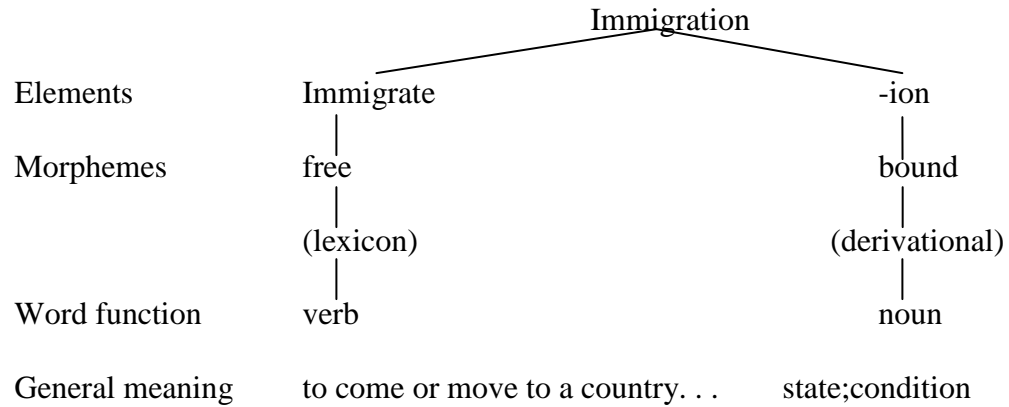 Immigration
Elements Immigrate -ion
Morphemes free bound
(lexicon) (derivational)
Word function verb noun
General meaning to come or move to a country. . . state;condition